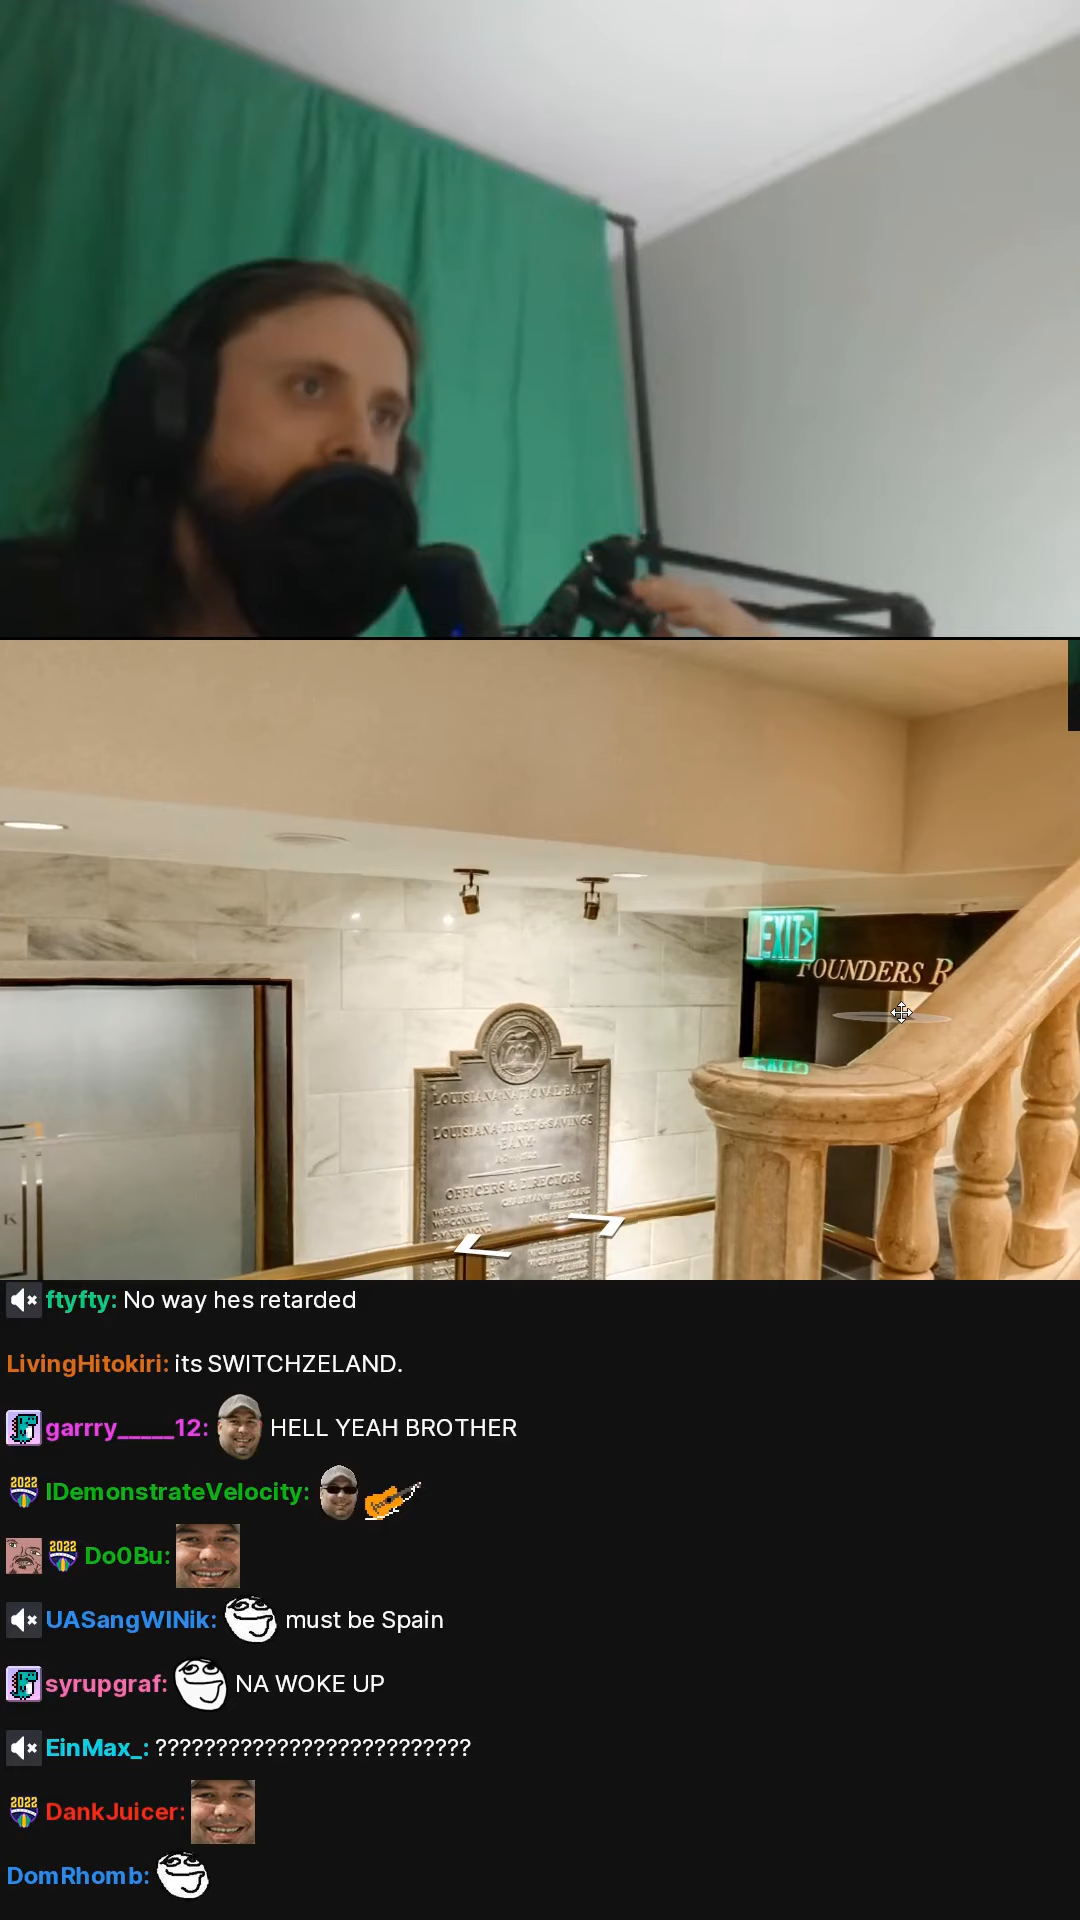 EXIT
FOUNDERS R
LOUISIANA NATIONAL BANK
&
LOUISIANA TRUST & SAVINGS
BANK
OFFICERS & DIRECTORS
K
ftyfty: No way hes retarded
LivingHitokiri: its SWITCHZELAND.
garrry_____12: HELL YEAH BROTHER
2022 IDemonstrateVelocity:
2022 Do0Bu:
UASangWINik: must be Spain
syrupgraf: NA WOKE UP
EinMax_: ??????????????????????????
2022 DankJuicer:
DomRhomb: